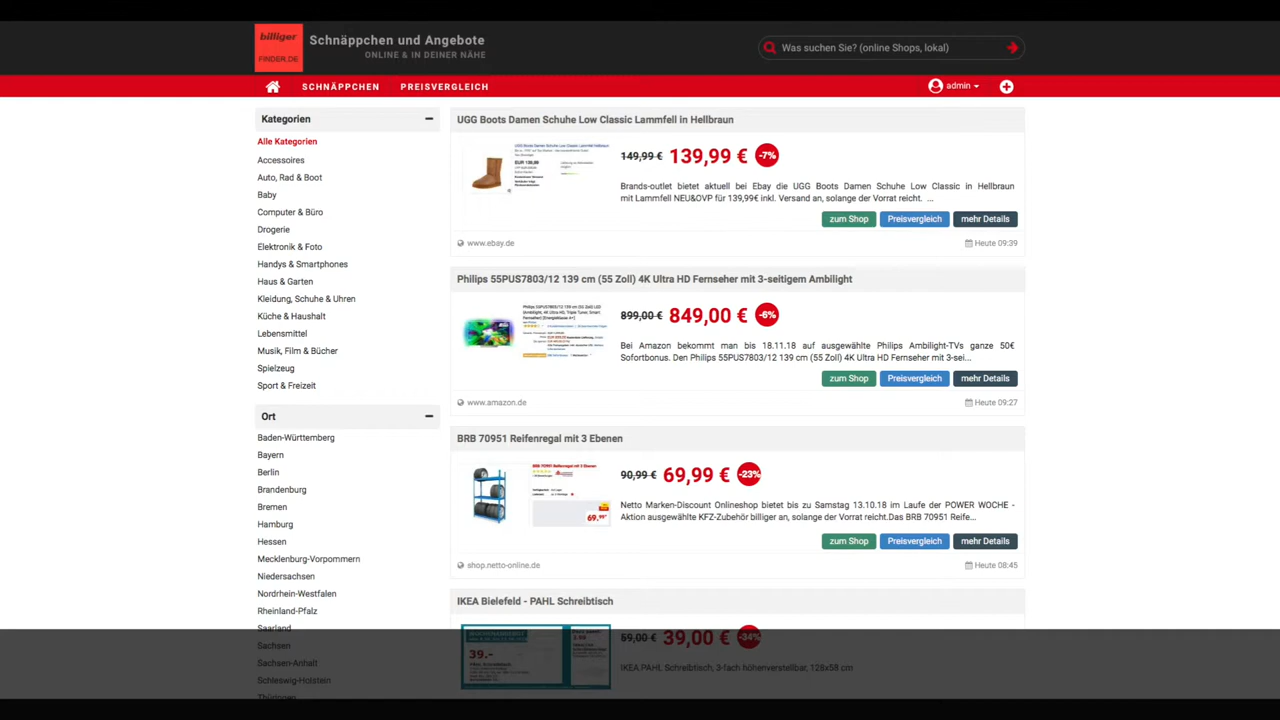 billiger
FINDER.DE
Schnäppchen und Angebote
ONLINE & IN DEINER NÄHE
Was suchen Sie? (online Shops, lokal)
SCHNÄPPCHEN
PREISVERGLEICH
admin
Kategorien
Alle Kategorien
Accessoires
Auto, Rad & Boot
Baby
Computer & Büro
Drogerie
Elektronik & Foto
Handys & Smartphones
Haus & Garten
Kleidung, Schuhe & Uhren
Küche & Haushalt
Lebensmittel
Musik, Film & Bücher
Spielzeug
Sport & Freizeit
Ort
Baden-Württemberg
Bayern
Berlin
Brandenburg
Bremen
Hamburg
Hessen
Mecklenburg-Vorpommern
Niedersachsen
Nordrhein-Westfalen
Rheinland-Pfalz
Saarland
Sachsen
Sachsen-Anhalt
Schleswig-Holstein
Thüringen
UGG Boots Damen Schuhe Low Classic Lammfell in Hellbraun
149,99 € 139,99 € -7%
Brands-outlet bietet aktuell bei Ebay die UGG Boots Damen Schuhe Low Classic in Hellbraun
mit Lammfell NEU&OVP für 139,99€ inkl. Versand an, solange der Vorrat reicht. ...
zum Shop Preisvergleich mehr Details
www.ebay.de Heute 09:39
Philips 55PUS7803/12 139 cm (55 Zoll) 4K Ultra HD Fernseher mit 3-seitigem Ambilight
899,00 € 849,00 € -6%
Bei Amazon bekommt man bis 18.11.18 auf ausgewählte Philips Ambilight-TVs ganze 50€
Sofortbonus. Den Philips 55PUS7803/12 139 cm (55 Zoll) 4K Ultra HD Fernseher mit 3-sei...
zum Shop Preisvergleich mehr Details
www.amazon.de Heute 09:27
BRB 70951 Reifenregal mit 3 Ebenen
90,99 € 69,99 € -23%
69.99*
Netto Marken-Discount Onlineshop bietet bis zu Samstag 13.10.18 im Laufe der POWER WOCHE -
Aktion ausgewählte KFZ-Zubehör billiger an, solange der Vorrat reicht.Das BRB 70951 Reife...
zum Shop Preisvergleich mehr Details
shop.netto-online.de Heute 08:45
IKEA Bielefeld - PAHL Schreibtisch
59,00 € 39,00 € -34%
39.-
IKEA PAHL, Schreibtisch, 3-fach höhenverstellbar, 128x58 cm